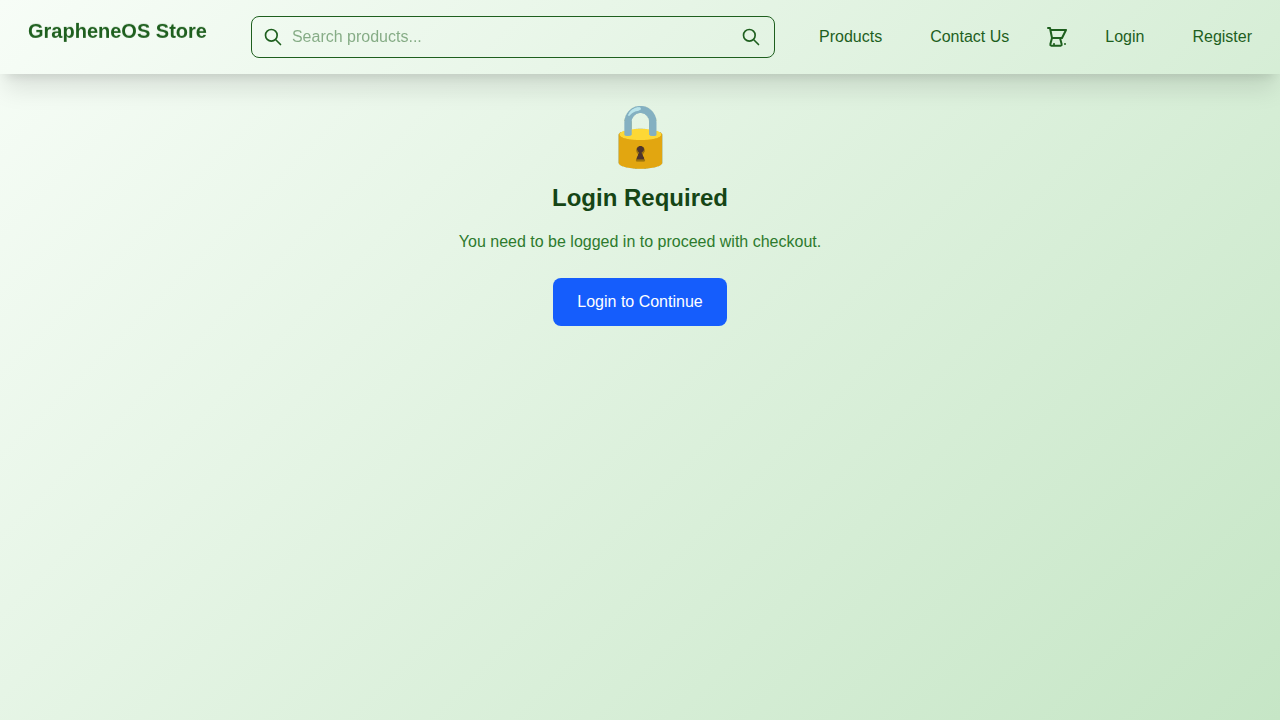 GrapheneOS Store
Search products...
Products
Contact Us
Login
Register
Login Required
You need to be logged in to proceed with checkout.
Login to Continue